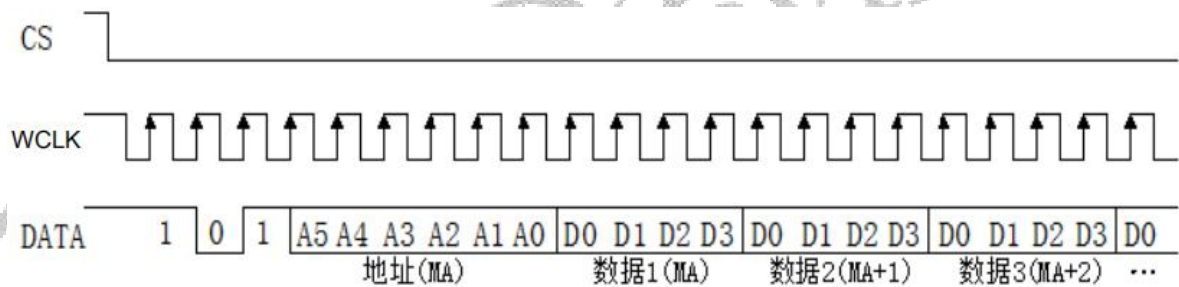 CS
WCLK
DATA 1 0 1 A5 A4 A3 A2 A1 A0 D0 D1 D2 D3 D0 D1 D2 D3 D0 D1 D2 D3 D0
地址(MA) 数据1(MA) 数据2(MA+1) 数据3(MA+2) …